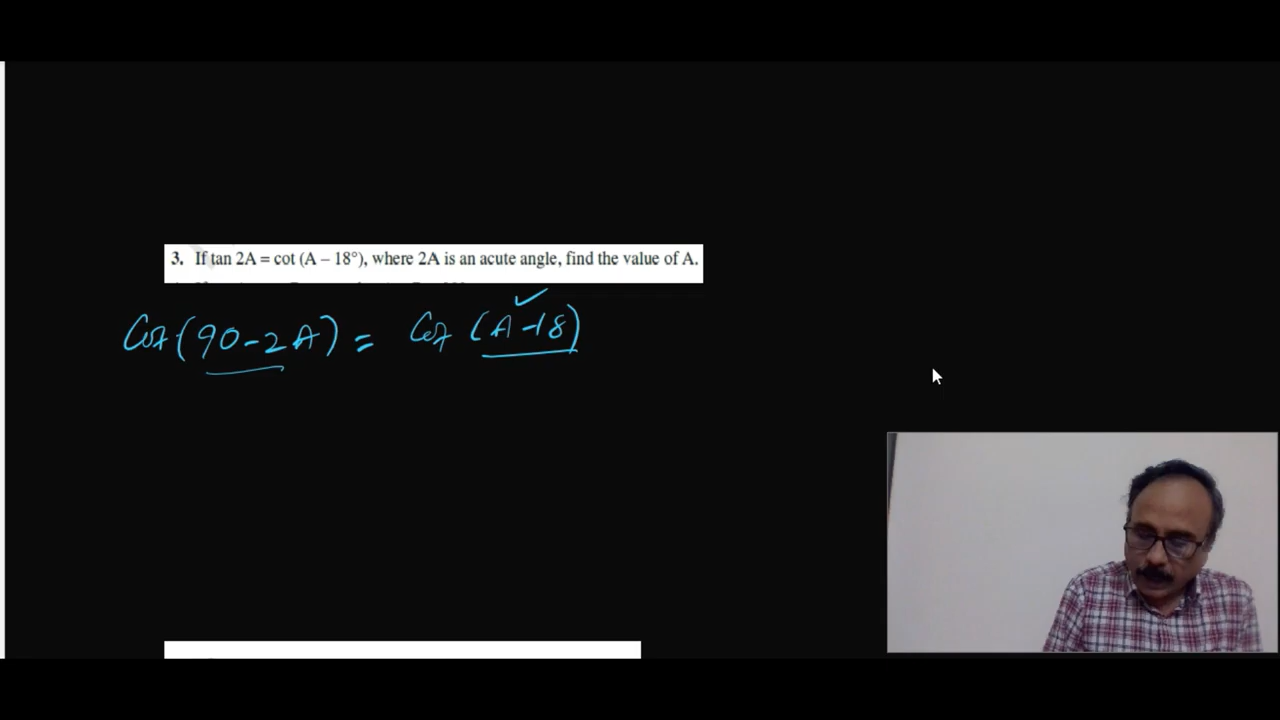 3. If tan 2A = cot (A – 18°), where 2A is an acute angle, find the value of A.
Cot (90-2A) = Cot (A-18)